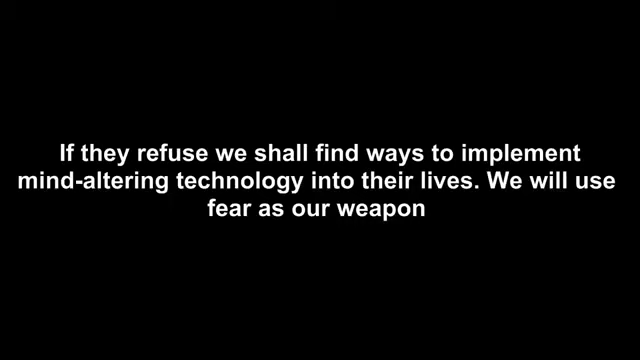 If they refuse we shall find ways to implement
mind-altering technology into their lives. We will use
fear as our weapon